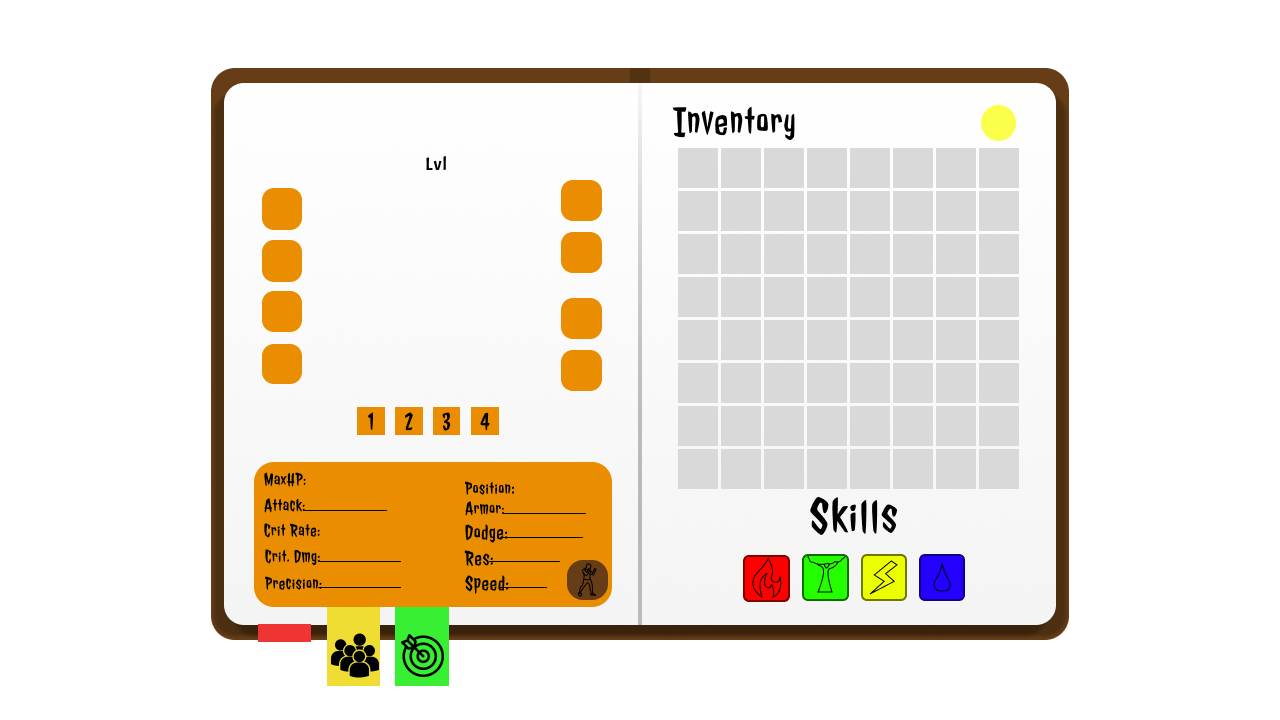 Lvl
1 2 3 4
MaxHP:
Attack:
Crit Rate:
Crit. Dmg:
Precision:
Position:
Armor:
Dodge:
Res:
Speed:
Inventory
Skills